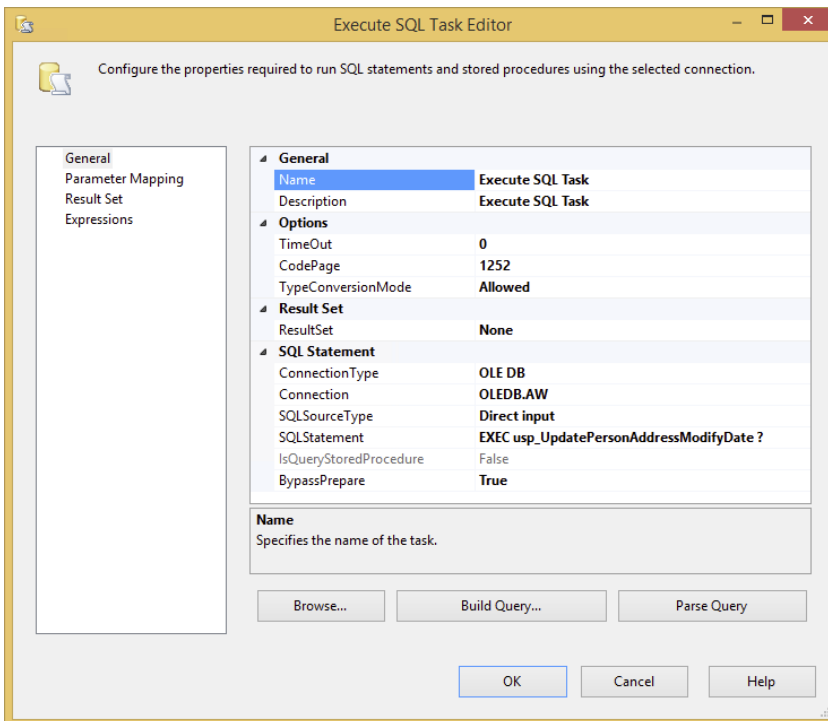 Execute SQL Task Editor
Configure the properties required to run SQL statements and stored procedures using the selected connection.
General
Parameter Mapping
Result Set
Expressions
General
Name Execute SQL Task
Description Execute SQL Task
Options
TimeOut 0
CodePage 1252
TypeConversionMode Allowed
Result Set
ResultSet None
SQL Statement
ConnectionType OLE DB
Connection OLEDB.AW
SQLSourceType Direct input
SQLStatement EXEC usp_UpdatePersonAddressModifyDate ?
IsQueryStoredProcedure False
BypassPrepare True
Name
Specifies the name of the task.
Browse... Build Query... Parse Query
OK Cancel Help